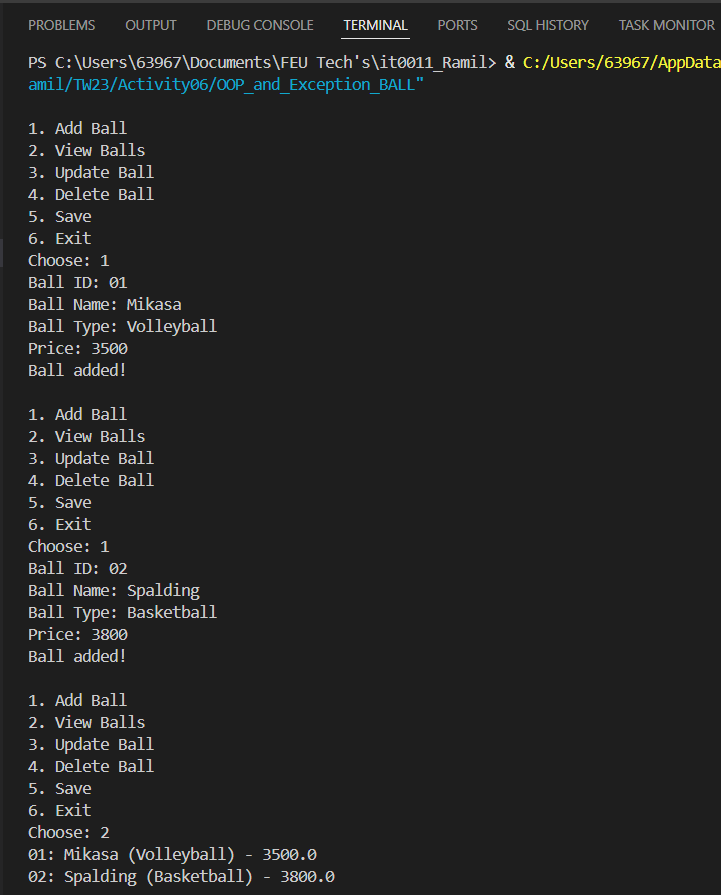 PROBLEMS OUTPUT DEBUG CONSOLE TERMINAL PORTS SQL HISTORY TASK MONITOR
PS C:\Users\63967\Documents\FEU Tech's\it0011_Ramil> & C:/Users/63967/AppData
amil/TW23/Activity06/OOP_and_Exception_BALL"
1. Add Ball
2. View Balls
3. Update Ball
4. Delete Ball
5. Save
6. Exit
Choose: 1
Ball ID: 01
Ball Name: Mikasa
Ball Type: Volleyball
Price: 3500
Ball added!
1. Add Ball
2. View Balls
3. Update Ball
4. Delete Ball
5. Save
6. Exit
Choose: 1
Ball ID: 02
Ball Name: Spalding
Ball Type: Basketball
Price: 3800
Ball added!
1. Add Ball
2. View Balls
3. Update Ball
4. Delete Ball
5. Save
6. Exit
Choose: 2
01: Mikasa (Volleyball) - 3500.0
02: Spalding (Basketball) - 3800.0